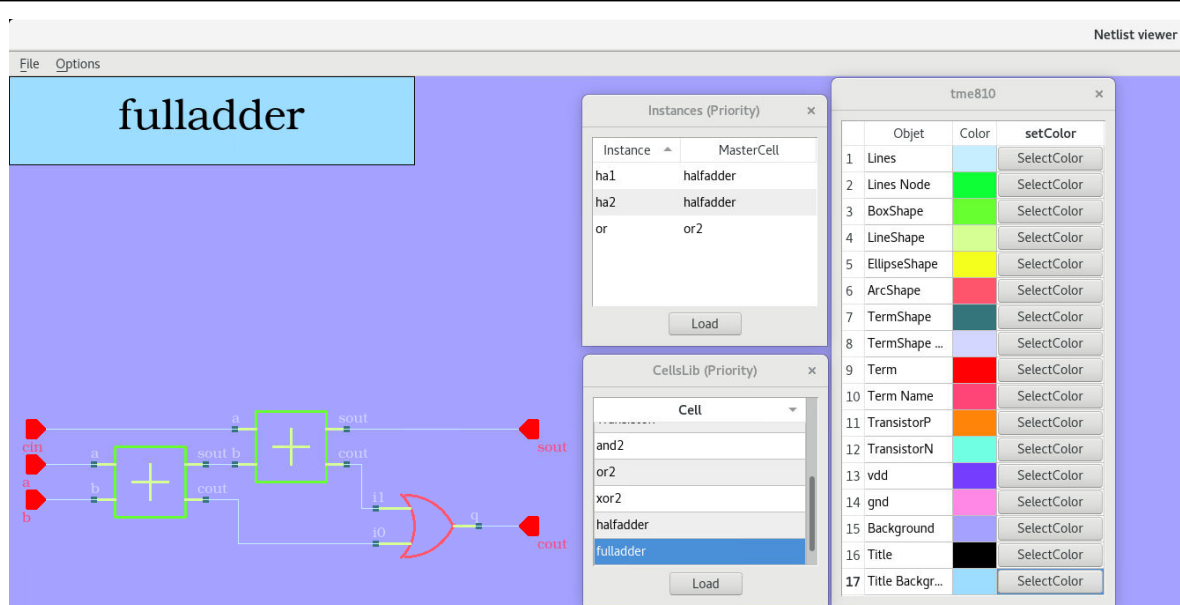 Netlist viewer
File Options
fulladder
Instances (Priority) ×
Instance MasterCell
ha1 halfadder
ha2 halfadder
or or2
Load
CellsLib (Priority) ×
Cell
and2
or2
xor2
halfadder
fulladder
Load
tme810 ×
Objet Color setColor
1 Lines SelectColor
2 Lines Node SelectColor
3 BoxShape SelectColor
4 LineShape SelectColor
5 EllipseShape SelectColor
6 ArcShape SelectColor
7 TermShape SelectColor
8 TermShape ... SelectColor
9 Term SelectColor
10 Term Name SelectColor
11 TransistorP SelectColor
12 TransistorN SelectColor
13 vdd SelectColor
14 gnd SelectColor
15 Background SelectColor
16 Title SelectColor
17 Title Backgr... SelectColor
a sout
cin sout
a sout b cout
a
b cout i1
b q
i0 cout